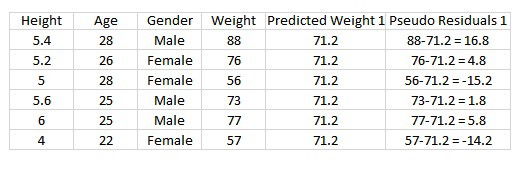 Height Age Gender Weight Predicted Weight 1 Pseudo Residuals 1
5.4 28 Male 88 71.2 88-71.2 = 16.8
5.2 26 Female 76 71.2 76-71.2 = 4.8
5 28 Female 56 71.2 56-71.2 = -15.2
5.6 25 Male 73 71.2 73-71.2 = 1.8
6 25 Male 77 71.2 77-71.2 = 5.8
4 22 Female 57 71.2 57-71.2 = -14.2